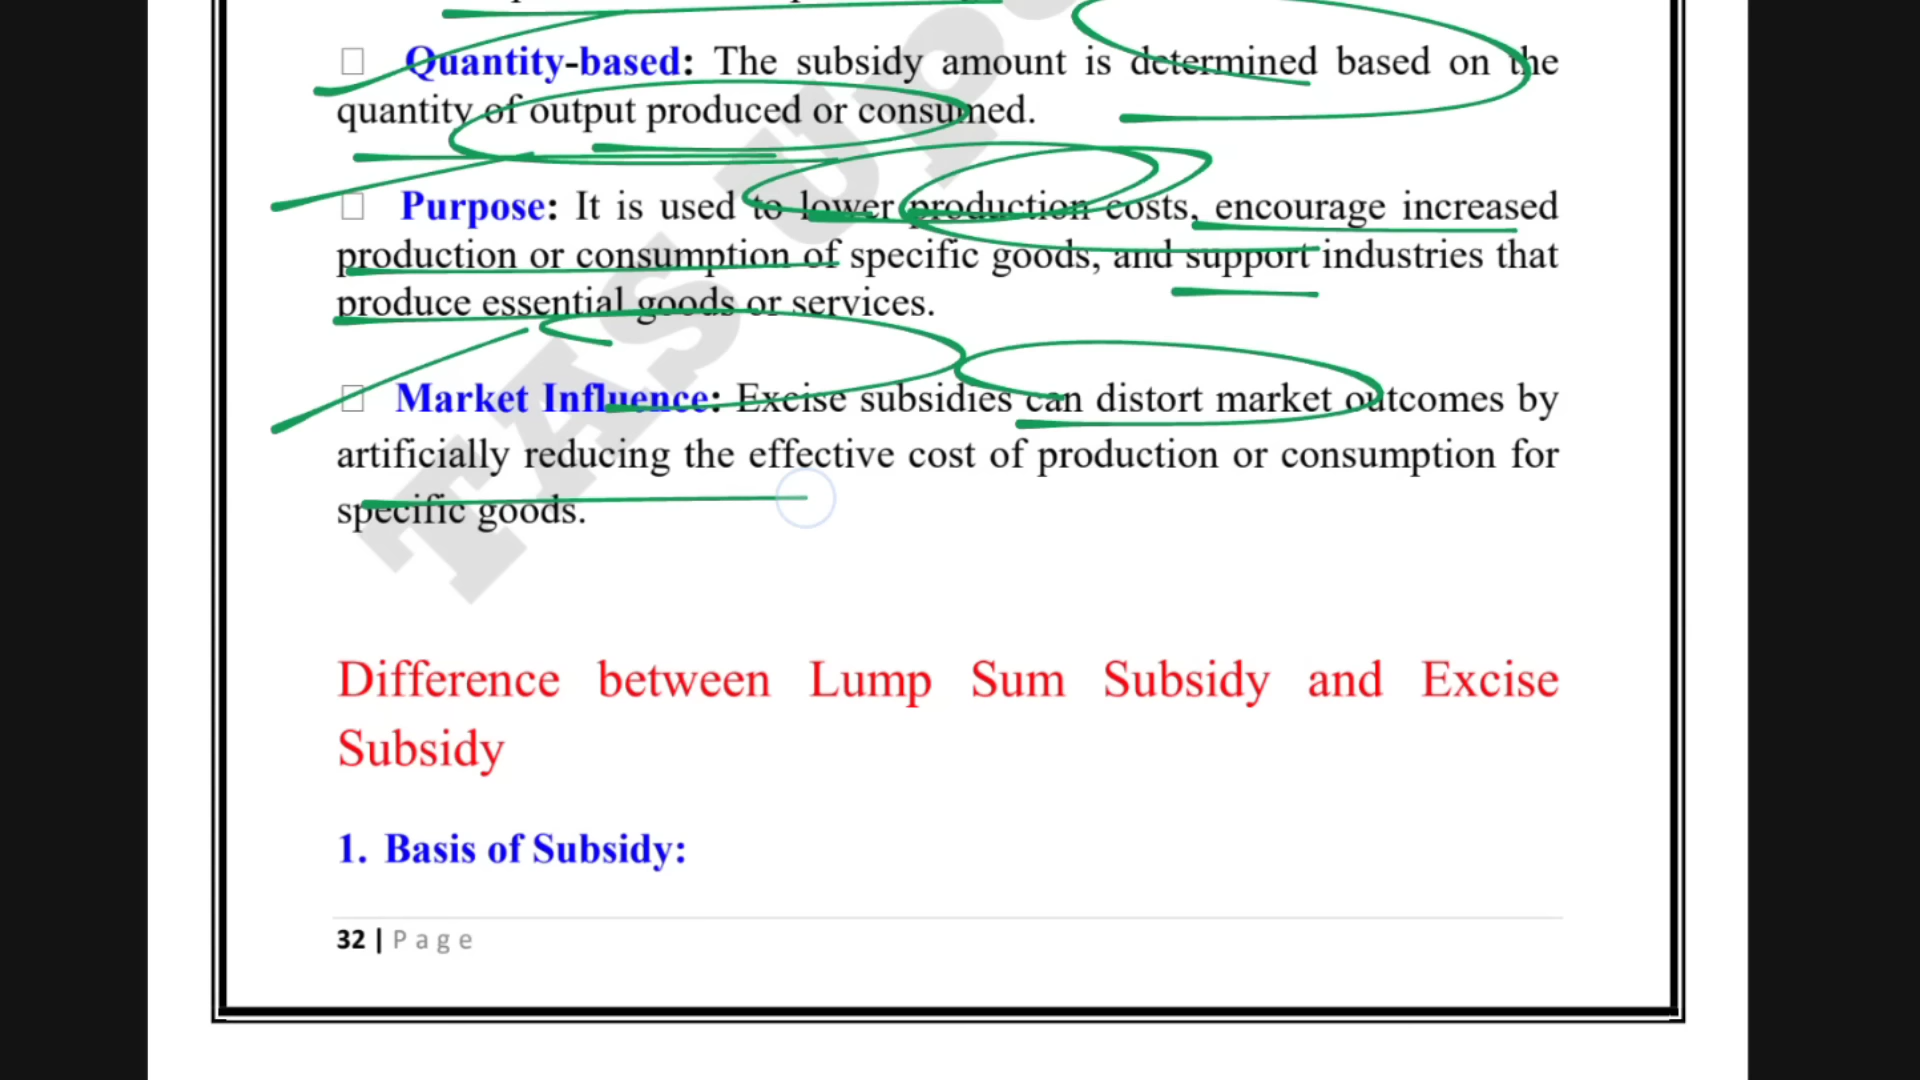 Quantity-based: The subsidy amount is determined based on the
quantity of output produced or consumed.
Purpose: It is used to lower production costs, encourage increased
production or consumption of specific goods, and support industries that
produce essential goods or services.
Market Influence: Excise subsidies can distort market outcomes by
artificially reducing the effective cost of production or consumption for
specific goods.
Difference between Lump Sum Subsidy and Excise
Subsidy
1. Basis of Subsidy:
32 | Page